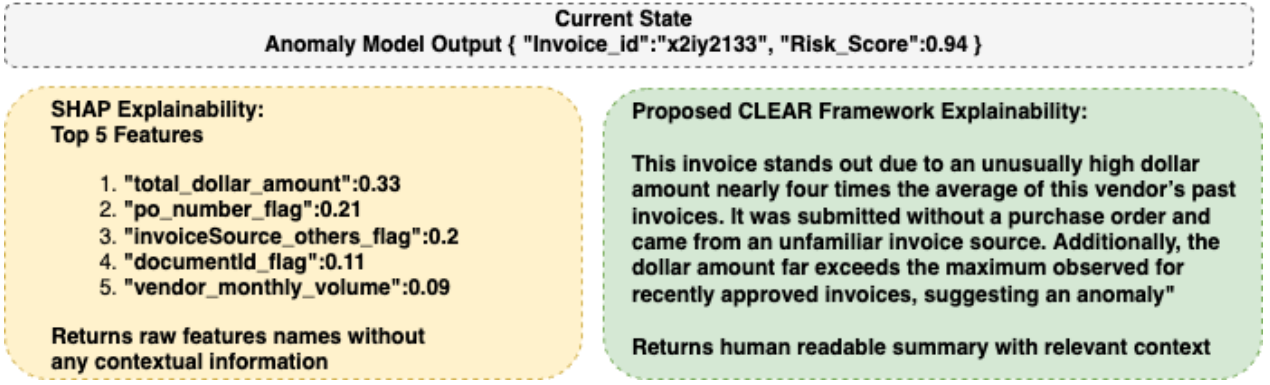 Current State
Anomaly Model Output { "Invoice_id":"x2iy2133", "Risk_Score":0.94 }
SHAP Explainability:
Top 5 Features
1. "total_dollar_amount":0.33
2. "po_number_flag":0.21
3. "invoiceSource_others_flag":0.2
4. "documentId_flag":0.11
5. "vendor_monthly_volume":0.09
Returns raw features names without
any contextual information
Proposed CLEAR Framework Explainability:
This invoice stands out due to an unusually high dollar
amount nearly four times the average of this vendor's past
invoices. It was submitted without a purchase order and
came from an unfamiliar invoice source. Additionally, the
dollar amount far exceeds the maximum observed for
recently approved invoices, suggesting an anomaly"
Returns human readable summary with relevant context